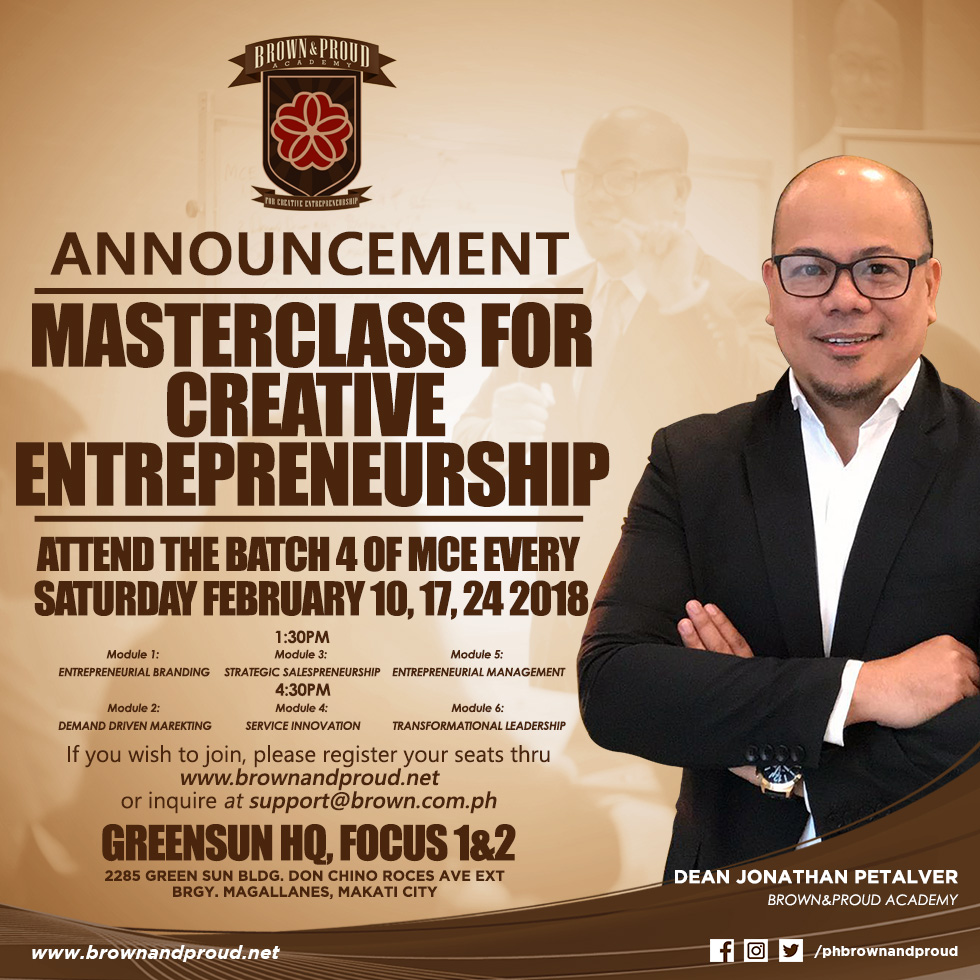 BROWN & PROUD
ACADEMY
FOR CREATIVE ENTREPRENEURSHIP
ANNOUNCEMENT
MASTERCLASS FOR
CREATIVE
ENTREPRENEURSHIP
ATTEND THE BATCH 4 OF MCE EVERY
SATURDAY FEBRUARY 10, 17, 24 2018
1:30PM
Module 1: Module 3: Module 5:
ENTREPRENEURIAL BRANDING STRATEGIC SALESPRENEURSHIP ENTREPRENEURIAL MANAGEMENT
4:30PM
Module 2: Module 4: Module 6:
DEMAND DRIVEN MAREKTING SERVICE INNOVATION TRANSFORMATIONAL LEADERSHIP
If you wish to join, please register your seats thru
www.brownandproud.net
or inquire at support@brown.com.ph
GREENSUN HQ, FOCUS 1&2
2285 GREEN SUN BLDG. DON CHINO ROCES AVE EXT
BRGY. MAGALLANES, MAKATI CITY
DEAN JONATHAN PETALVER
BROWN&PROUD ACADEMY
www.brownandproud.net
/phbrownandproud